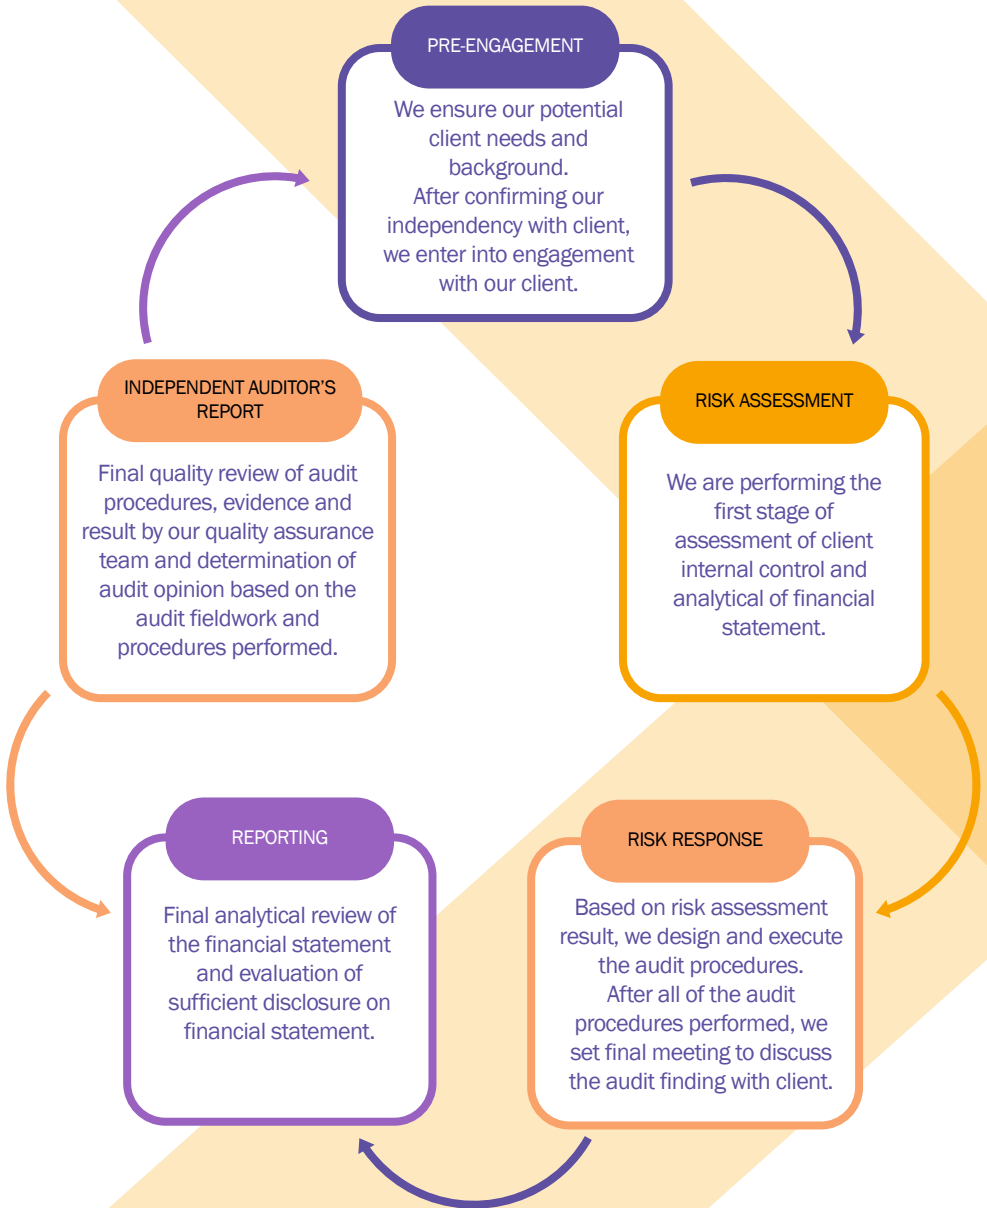 PRE-ENGAGEMENT
We ensure our potential
client needs and
background.
After confirming our
independency with client,
we enter into engagement
with our client.
RISK ASSESSMENT
We are performing the
first stage of
assessment of client
internal control and
analytical of financial
statement.
RISK RESPONSE
Based on risk assessment
result, we design and execute
the audit procedures.
After all of the audit
procedures performed, we
set final meeting to discuss
the audit finding with client.
REPORTING
Final analytical review of
the financial statement
and evaluation of
sufficient disclosure on
financial statement.
INDEPENDENT AUDITOR’S
REPORT
Final quality review of audit
procedures, evidence and
result by our quality assurance
team and determination of
audit opinion based on the
audit fieldwork and
procedures performed.